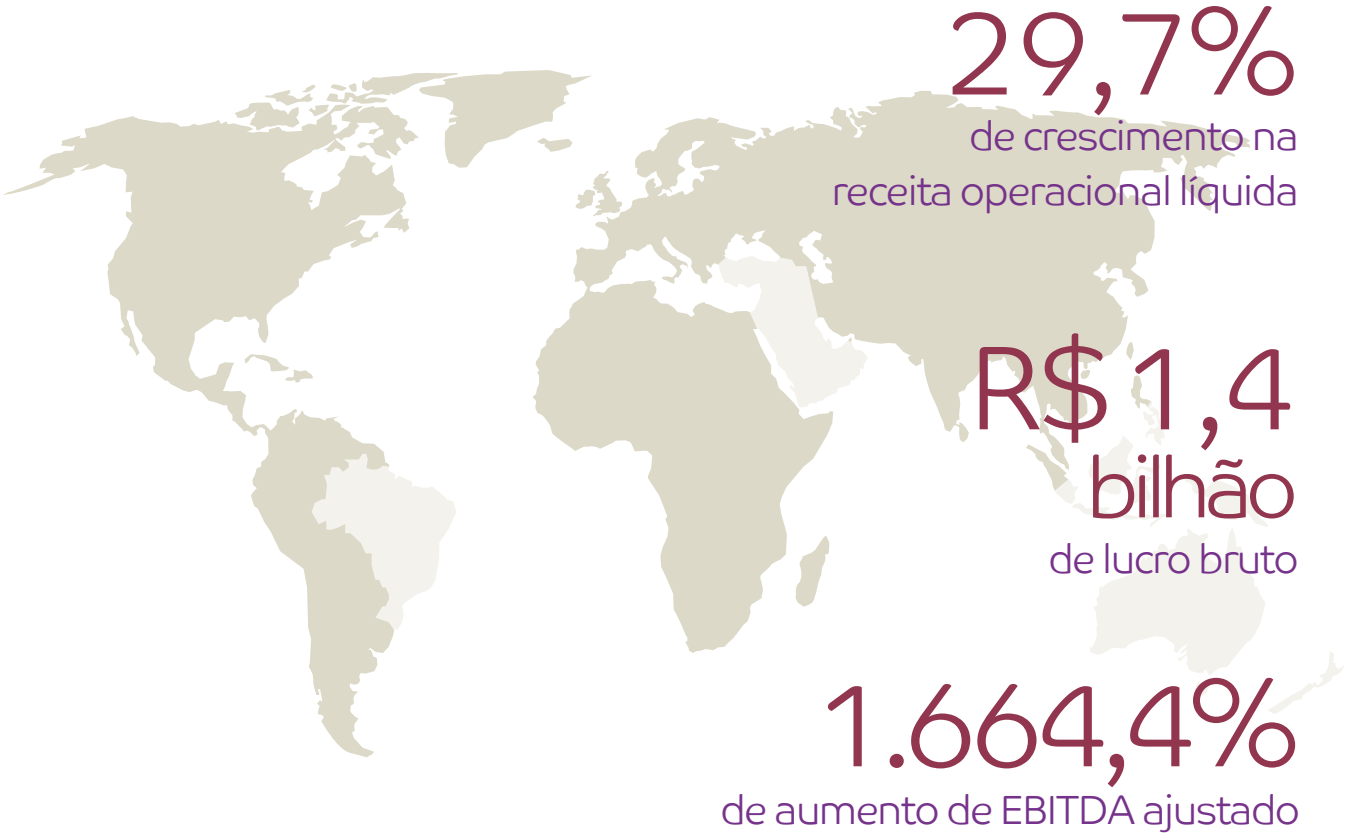 29,7%
de crescimento na
receita operacional líquida
R$ 1,4
bilhão
de lucro bruto
1.664,4%
de aumento de EBITDA ajustado